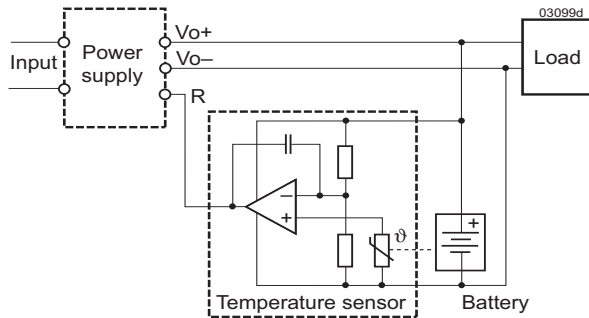 03099d
Power supply
Vo+
Input
Vo–
Load
R
–
+
ϑ
+
Temperature sensor
Battery